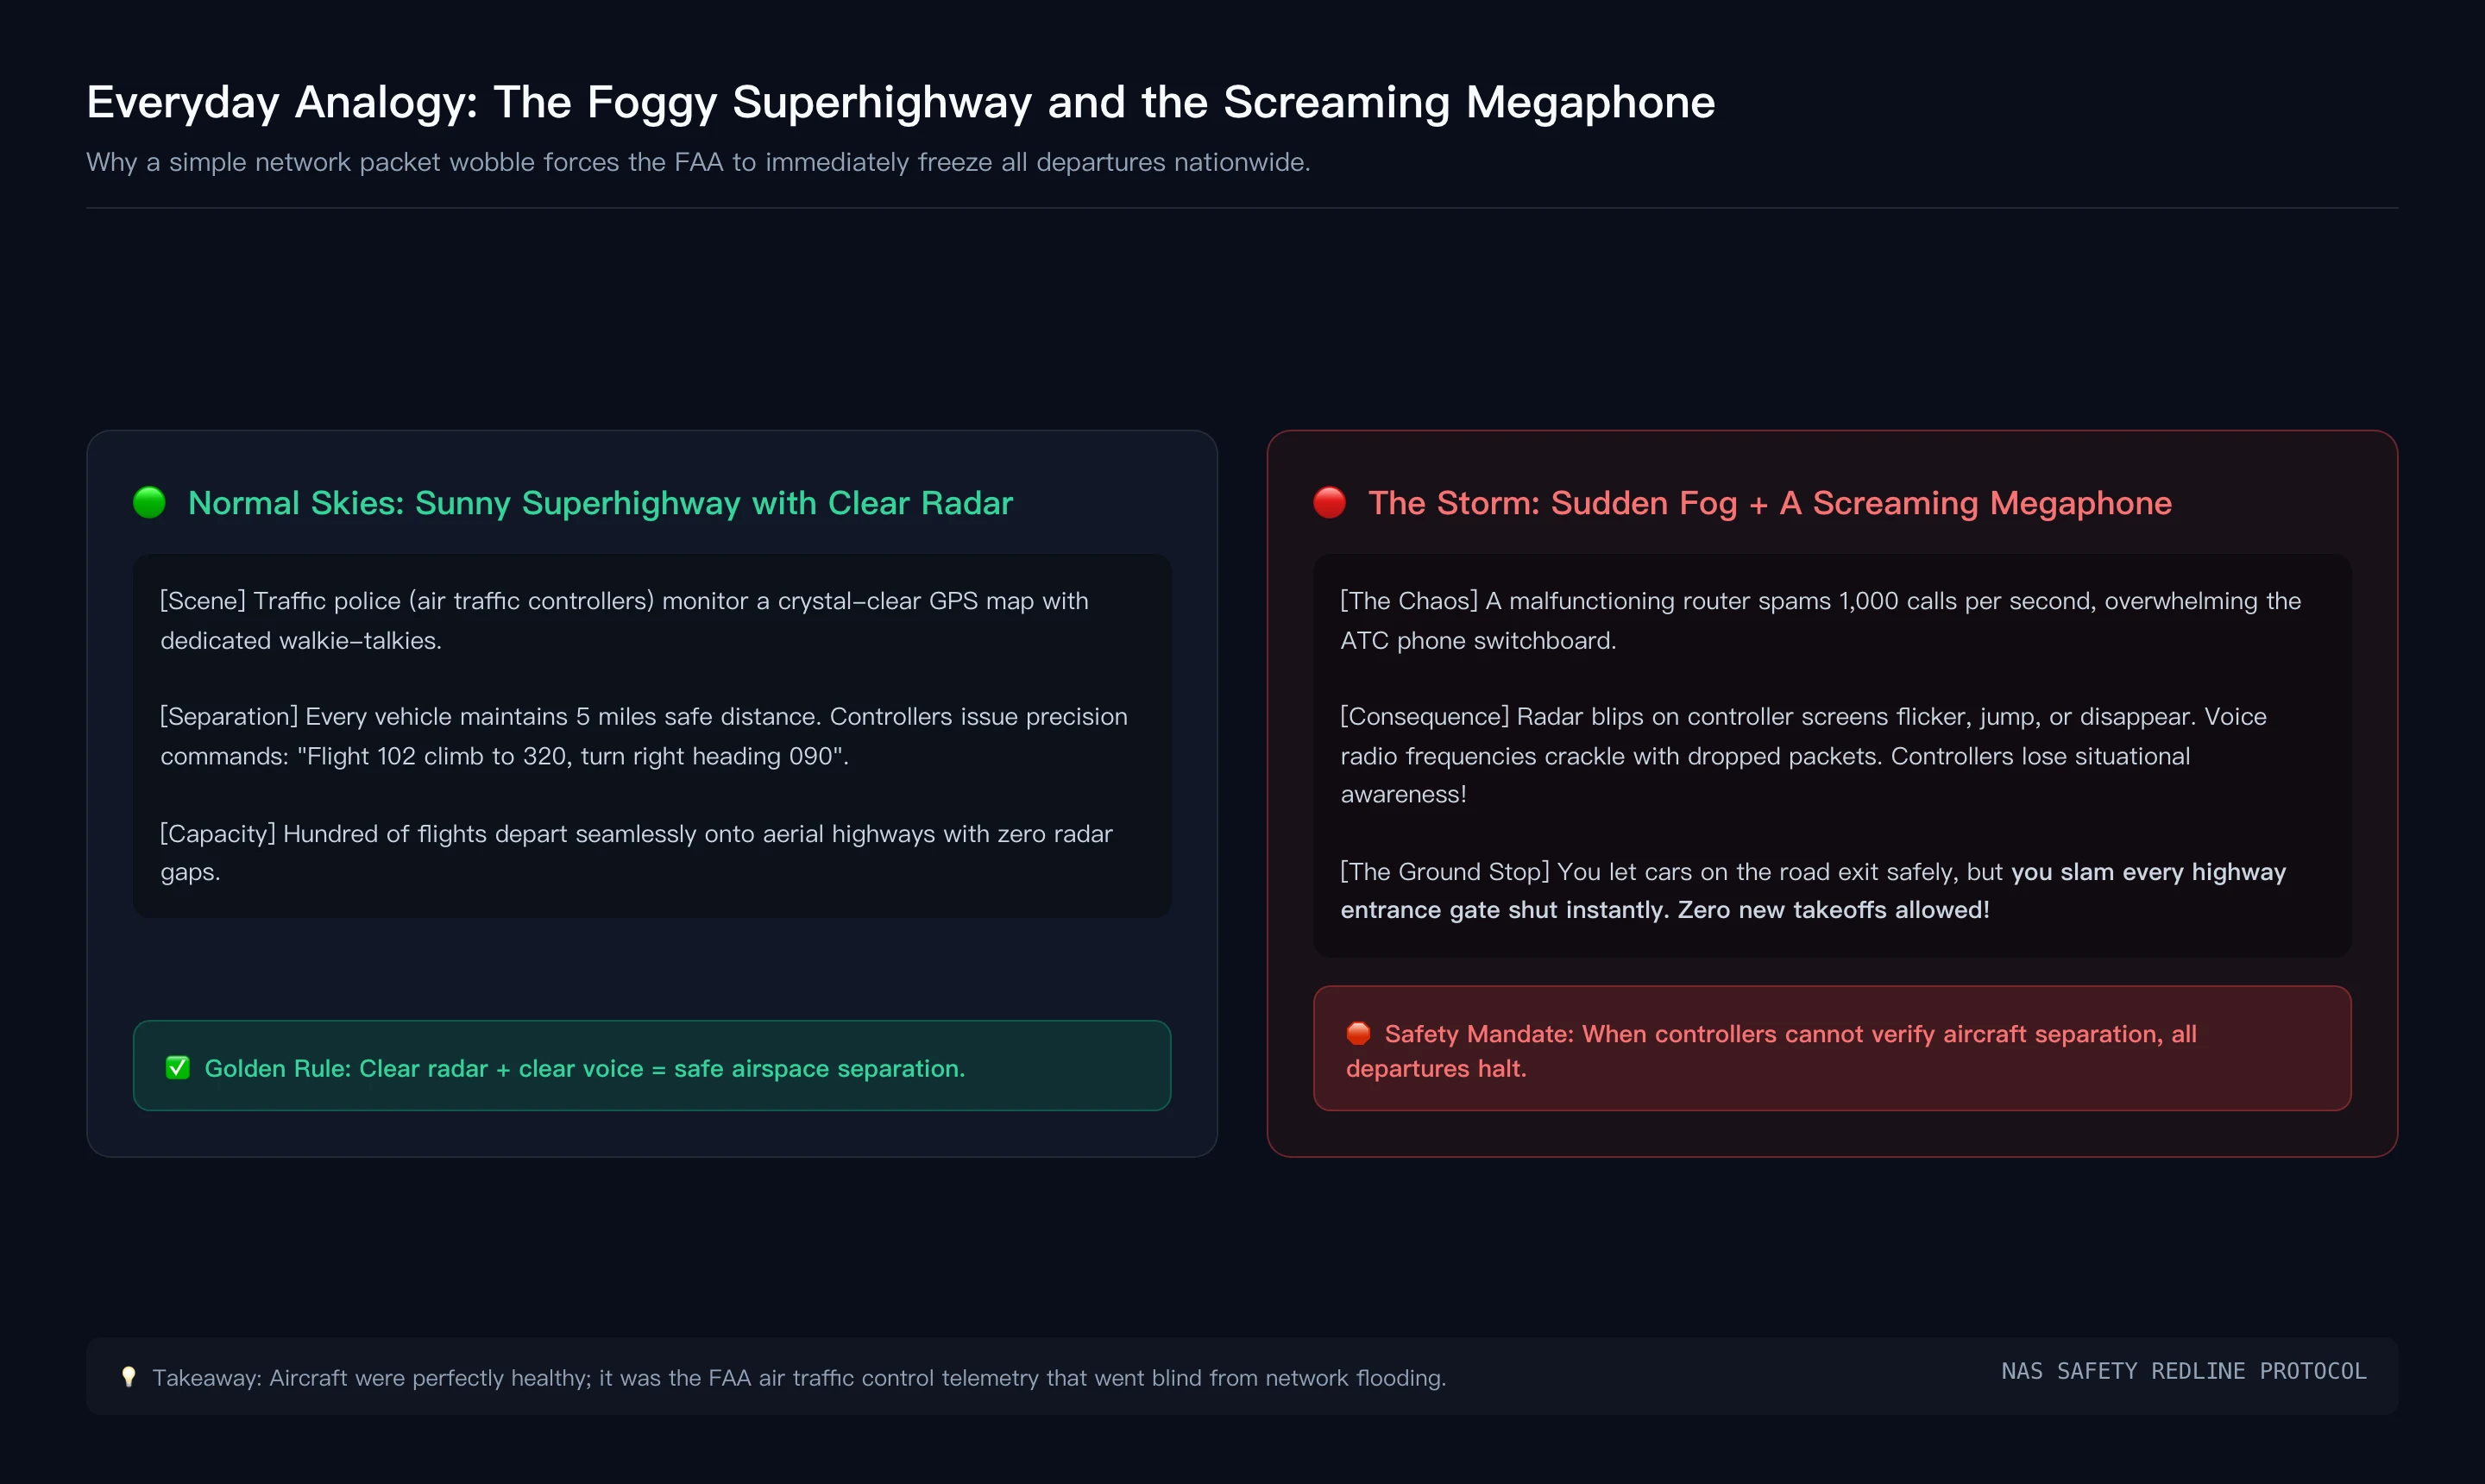 Everyday Analogy: The Foggy Superhighway and the Screaming Megaphone
Why a simple network packet wobble forces the FAA to immediately freeze all departures nationwide.
Normal Skies: Sunny Superhighway with Clear Radar
[Scene] Traffic police (air traffic controllers) monitor a crystal-clear GPS map with
dedicated walkie-talkies.
[Separation] Every vehicle maintains 5 miles safe distance. Controllers issue precision
commands: "Flight 102 climb to 320, turn right heading 090".
[Capacity] Hundred of flights depart seamlessly onto aerial highways with zero radar
gaps.
Golden Rule: Clear radar + clear voice = safe airspace separation.
The Storm: Sudden Fog + A Screaming Megaphone
[The Chaos] A malfunctioning router spams 1,000 calls per second, overwhelming the
ATC phone switchboard.
[Consequence] Radar blips on controller screens flicker, jump, or disappear. Voice
radio frequencies crackle with dropped packets. Controllers lose situational
awareness!
[The Ground Stop] You let cars on the road exit safely, but you slam every highway
entrance gate shut instantly. Zero new takeoffs allowed!
Safety Mandate: When controllers cannot verify aircraft separation, all
departures halt.
Takeaway: Aircraft were perfectly healthy; it was the FAA air traffic control telemetry that went blind from network flooding.
NAS SAFETY REDLINE PROTOCOL